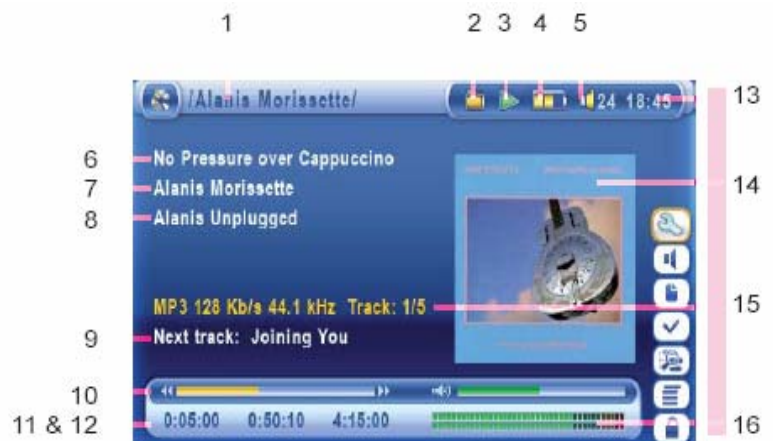 1 2 3 4 5
/Alanis Morissette/ 24 18:45 13
6 No Pressure over Cappuccino
7 Alanis Morissette 14
8 Alanis Unplugged
MP3 128 Kb/s 44.1 kHz Track: 1/5 15
9 Next track: Joining You
10
11 & 12 0:05:00 0:50:10 4:15:00 16